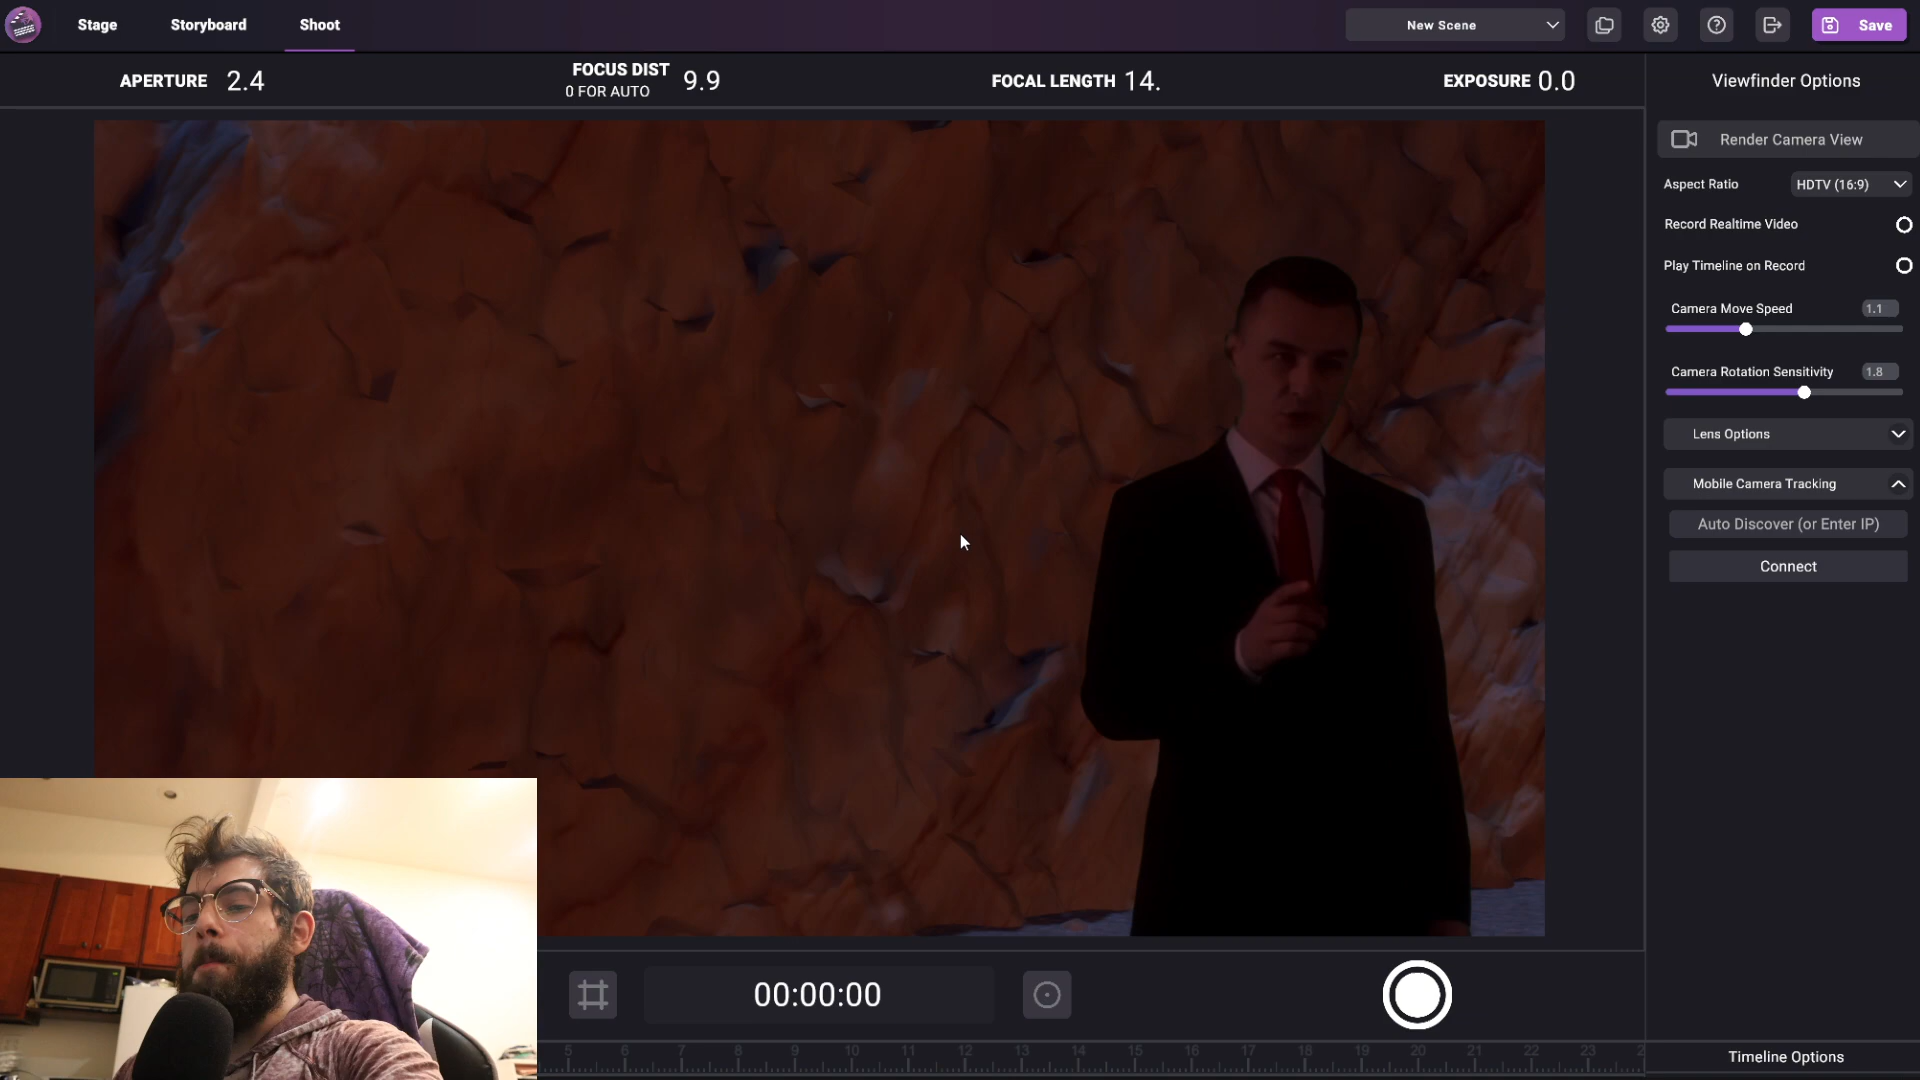 Stage
Storyboard
Shoot
New Scene
Save
APERTURE 2.4
FOCUS DIST 9.9
0 FOR AUTO
FOCAL LENGTH 14.
EXPOSURE 0.0
Viewfinder Options
Render Camera View
Aspect Ratio
HDTV (16:9)
Record Realtime Video
Play Timeline on Record
Camera Move Speed
1.1
Camera Rotation Sensitivity
1.8
Lens Options
Mobile Camera Tracking
Auto Discover (or Enter IP)
Connect
00:00:00
5 6 7 8 9 10 11 12 13 14 15 16 17 18 19 20 21 22 23
Timeline Options